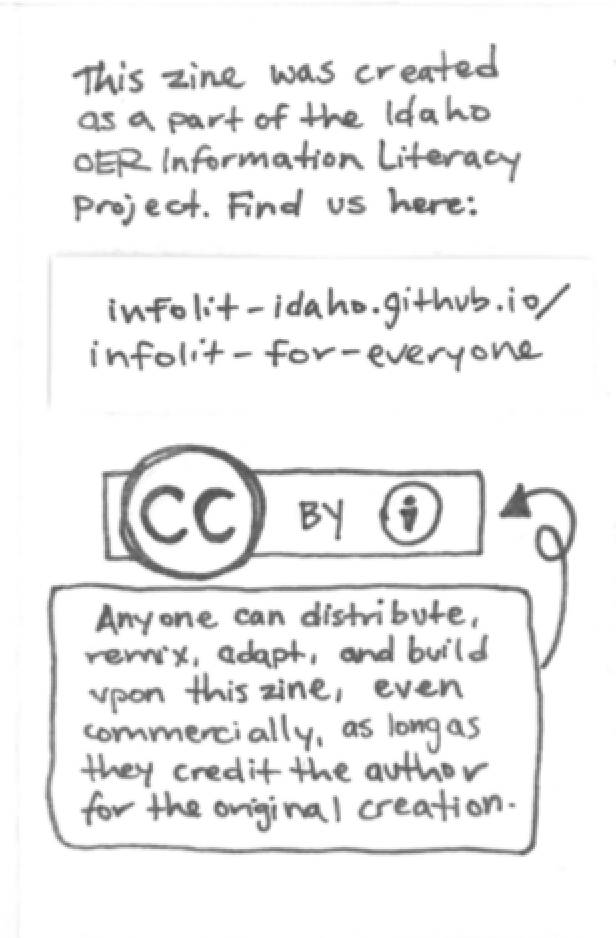 This zine was created
as a part of the Idaho
OER Information Literacy
Project. Find us here:
infolit-idaho.github.io/
infolit-for-everyone
CC BY
Anyone can distribute,
remix, adapt, and build
upon this zine, even
commercially, as long as
they credit the author
for the original creation.